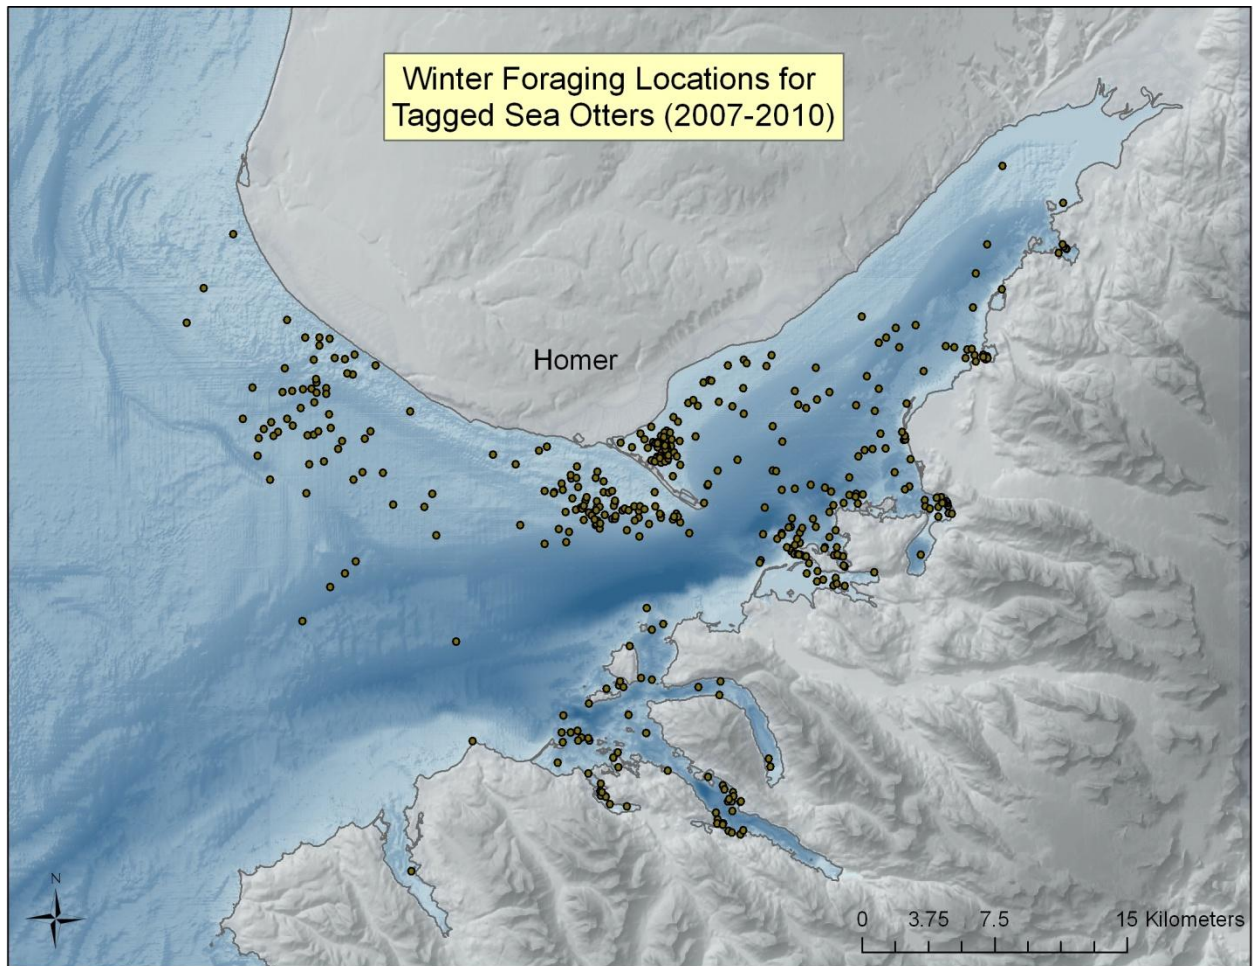 Winter Foraging Locations for
Tagged Sea Otters (2007-2010)
Homer
N
0 3.75 7.5 15 Kilometers